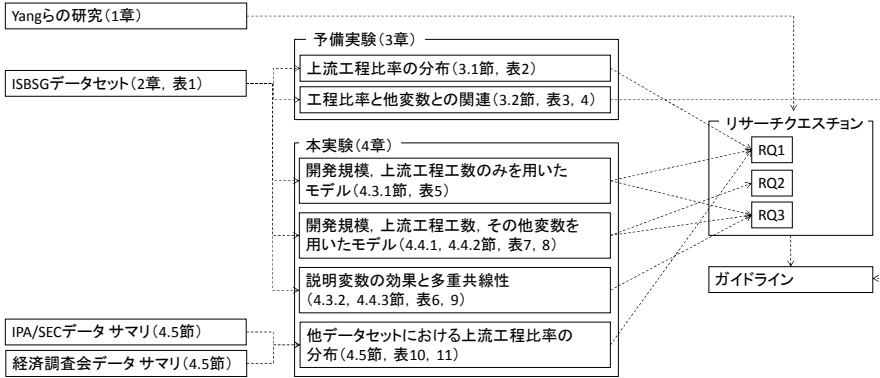 Yangらの研究(1章)
ISBSGデータセット(2章, 表1)
予備実験(3章)
上流工程比率の分布(3.1節, 表2)
工程比率と他変数との関連(3.2節, 表3, 4)
本実験(4章)
開発規模, 上流工程工数のみを用いた
モデル(4.3.1節, 表5)
開発規模, 上流工程工数, その他変数を
用いたモデル(4.4.1, 4.4.2節, 表7, 8)
説明変数の効果と多重共線性
(4.3.2, 4.4.3節, 表6, 9)
他データセットにおける上流工程比率の
分布(4.5節, 表10, 11)
IPA/SECデータ サマリ(4.5節)
経済調査会データ サマリ(4.5節)
リサーチクエスチョン
RQ1
RQ2
RQ3
ガイドライン